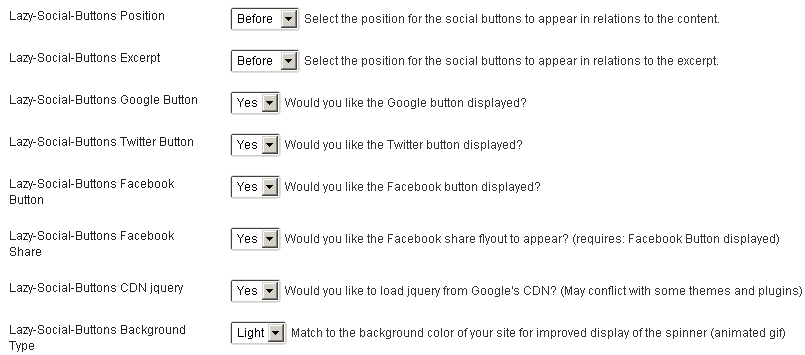 Lazy-Social-Buttons Position Before Select the position for the social buttons to appear in relations to the content.
Lazy-Social-Buttons Excerpt Before Select the position for the social buttons to appear in relations to the excerpt.
Lazy-Social-Buttons Google Button Yes Would you like the Google button displayed?
Lazy-Social-Buttons Twitter Button Yes Would you like the Twitter button displayed?
Lazy-Social-Buttons Facebook Yes Would you like the Facebook button displayed?
Button
Lazy-Social-Buttons Facebook Yes Would you like the Facebook share flyout to appear? (requires: Facebook Button displayed)
Share
Lazy-Social-Buttons CDN jquery Yes Would you like to load jquery from Google's CDN? (May conflict with some themes and plugins)
Lazy-Social-Buttons Background Light Match to the background color of your site for improved display of the spinner (animated gif)
Type